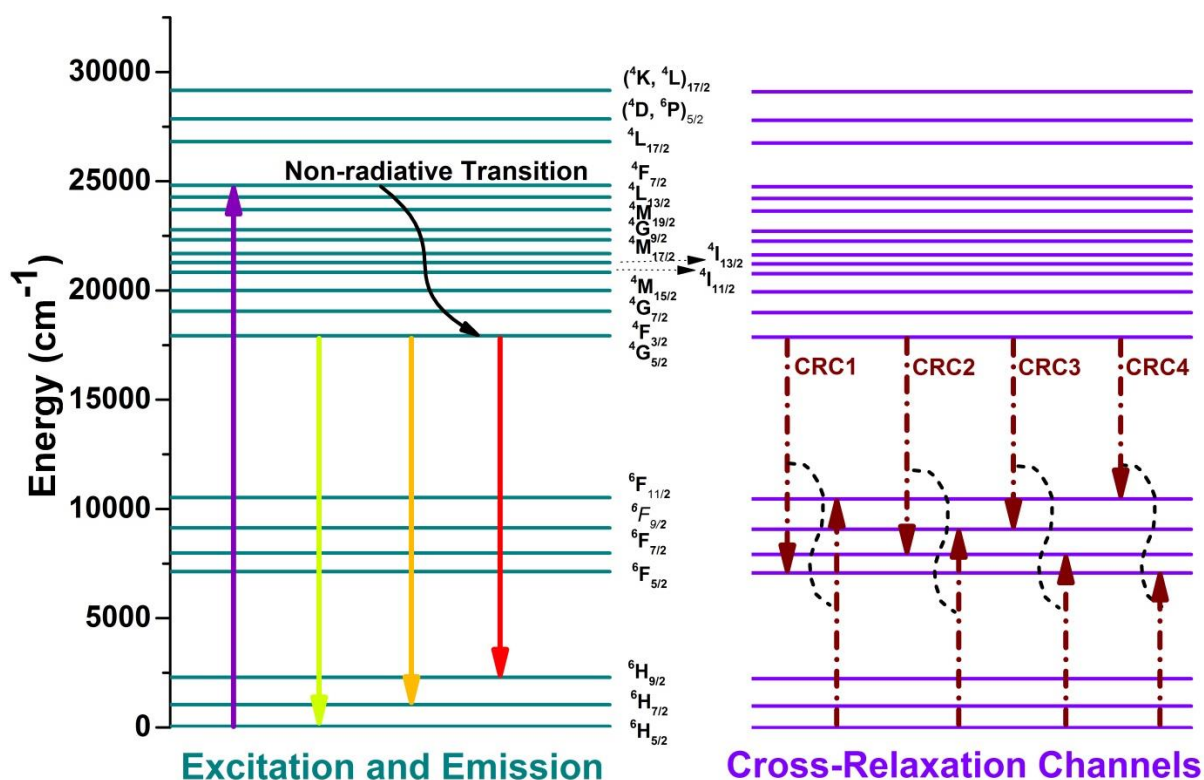 30000
25000
20000
15000
10000
5000
0
Energy (cm-1)
Non-radiative Transition
(4K, 4L)17/2
(4D, 6P)5/2
4L17/2
4F7/2
4L13/2
4M19/2
4G9/2
4M17/2
4I13/2
4I11/2
4M15/2
4G7/2
4F3/2
4G5/2
6F11/2
6F9/2
6F7/2
6F5/2
6H9/2
6H7/2
6H5/2
CRC1
CRC2
CRC3
CRC4
Excitation and Emission
Cross-Relaxation Channels